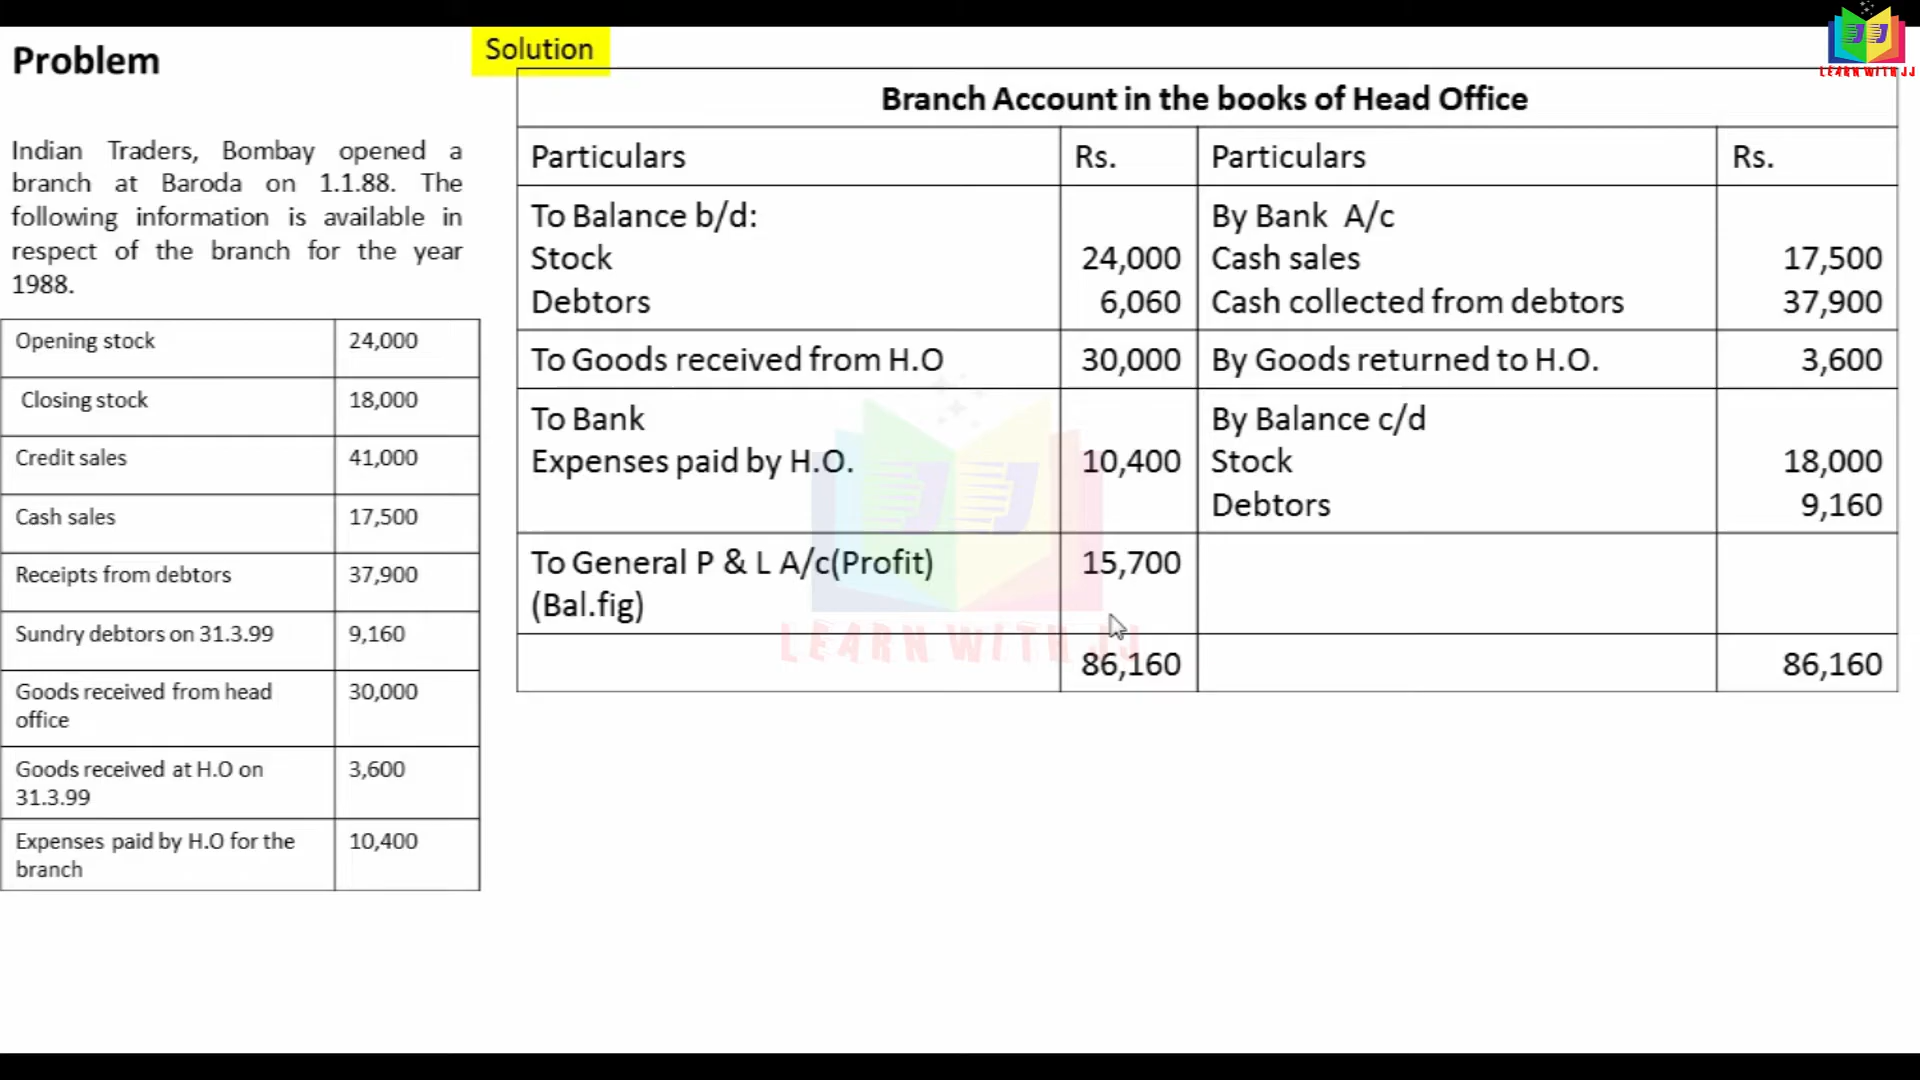 LEARN WITH JJ
Problem
Solution
Indian Traders, Bombay opened a
branch at Baroda on 1.1.88. The
following information is available in
respect of the branch for the year
1988.
Opening stock 24,000
Closing stock 18,000
Credit sales 41,000
Cash sales 17,500
Receipts from debtors 37,900
Sundry debtors on 31.3.99 9,160
Goods received from head 30,000
office
Goods received at H.O on 3,600
31.3.99
Expenses paid by H.O for the 10,400
branch
Branch Account in the books of Head Office
Particulars Rs. Particulars Rs.
To Balance b/d: By Bank A/c
Stock 24,000 Cash sales 17,500
Debtors 6,060 Cash collected from debtors 37,900
To Goods received from H.O 30,000 By Goods returned to H.O. 3,600
To Bank By Balance c/d
Expenses paid by H.O. 10,400 Stock 18,000
Debtors 9,160
To General P & L A/c(Profit) 15,700
(Bal.fig)
86,160 86,160
JJ
LEARN WITH JJ